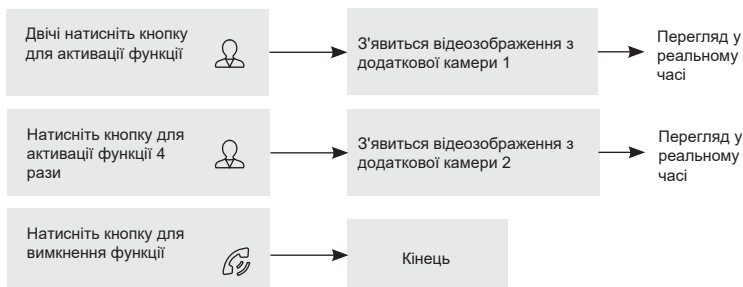 Двічі натисніть кнопку
для активації функції
З'явиться відеозображення з
додаткової камери 1
Перегляд у
реальному
часі
Натисніть кнопку для
активації функції 4
рази
З'явиться відеозображення з
додаткової камери 2
Перегляд у
реальному
часі
Натисніть кнопку для
вимкнення функції
Кінець